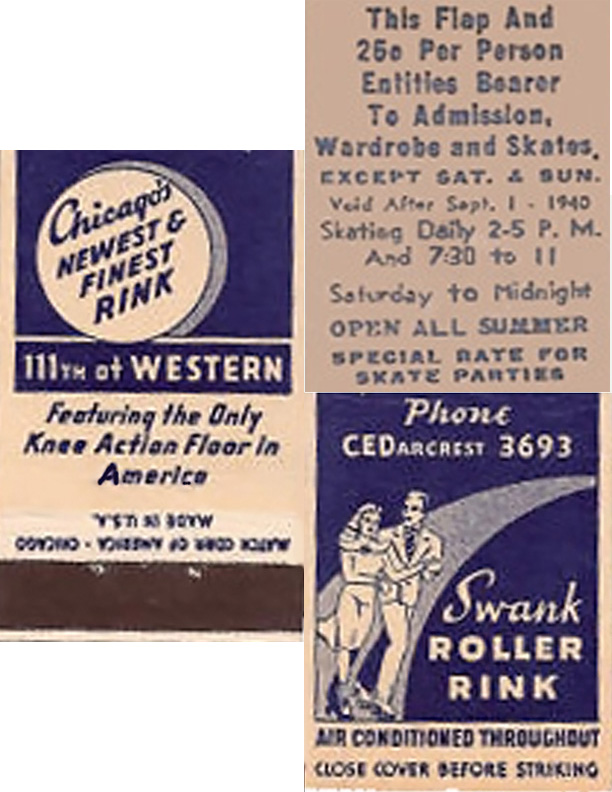 Chicago's
NEWEST &
FINEST
RINK
111TH at WESTERN
Featuring the Only
Knee Action Floor in
America
MADE IN U.S.A.
MATCH CORP. OF AMERICA - CHICAGO
This Flap And
25c Per Person
Entitles Bearer
To Admission,
Wardrobe and Skates,
EXCEPT SAT. & SUN.
Void After Sept. 1 - 1940
Skating Daily 2-5 P. M.
And 7:30 to 11
Saturday to Midnight
OPEN ALL SUMMER
SPECIAL RATE FOR
SKATE PARTIES
Phone
CEDARCREST 3693
Swank
ROLLER
RINK
AIR CONDITIONED THROUGHOUT
CLOSE COVER BEFORE STRIKING